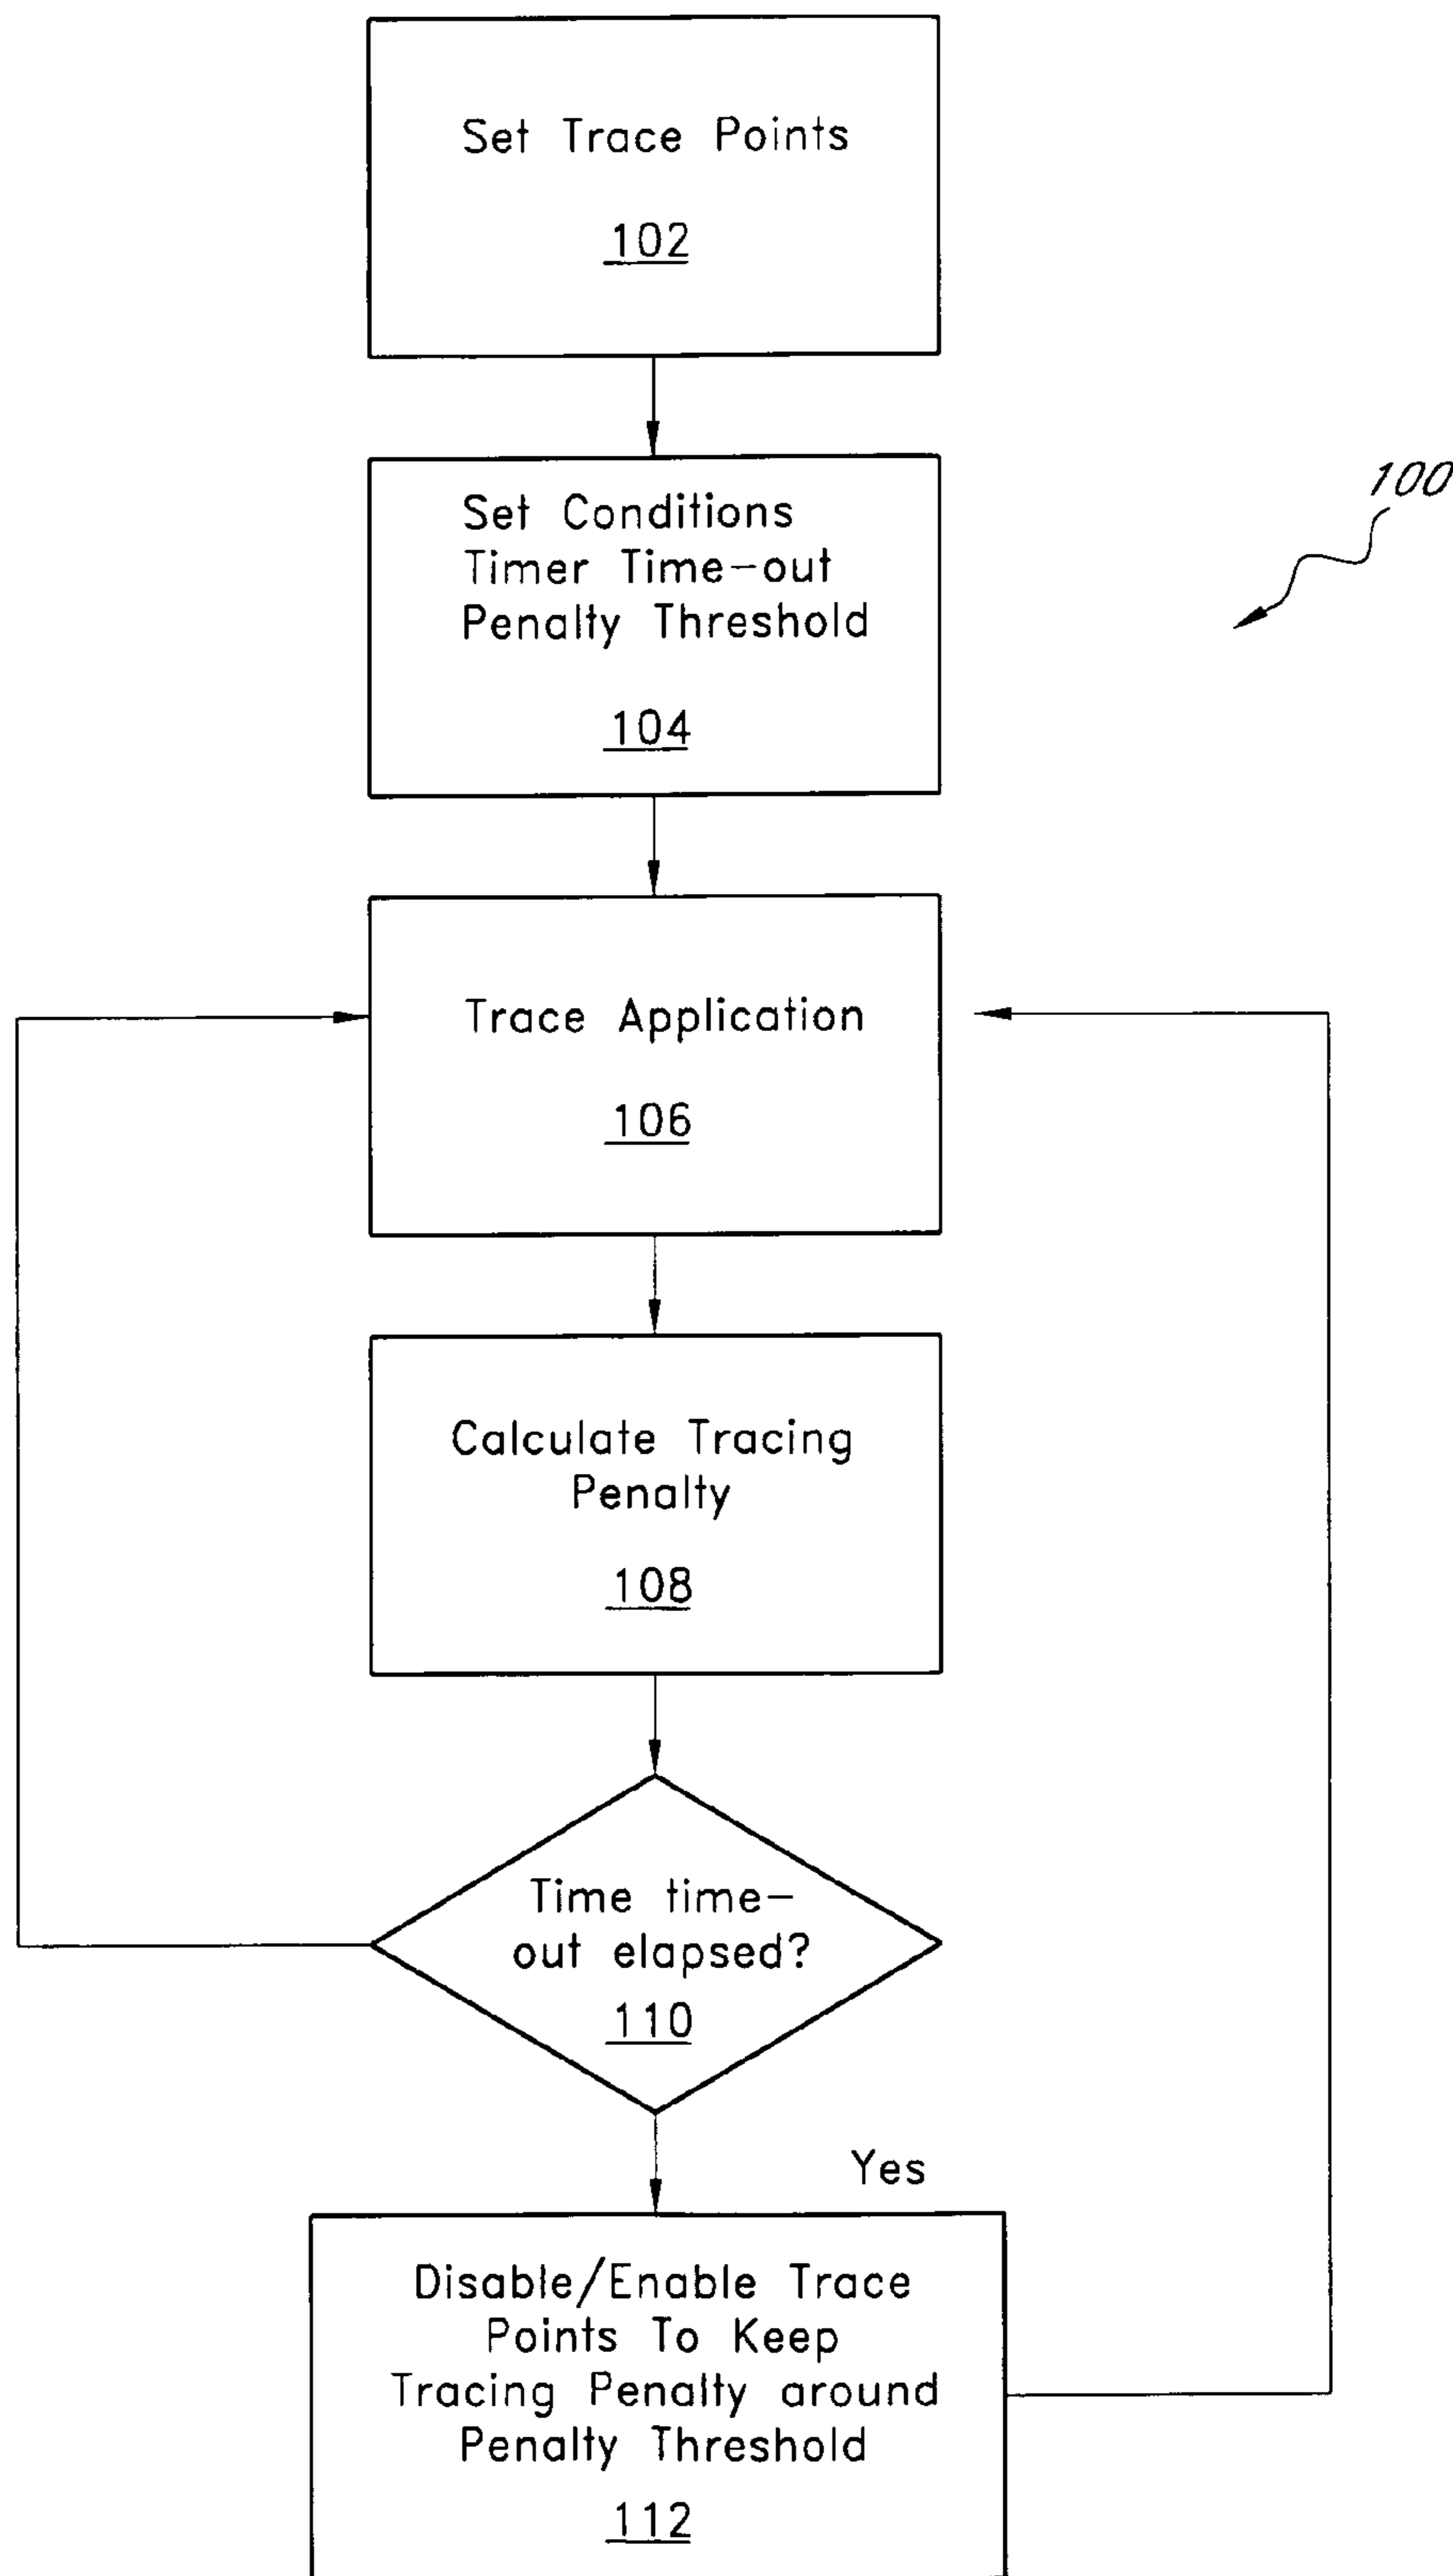 Set Trace Points
102
Set Conditions
Timer Time-out
Penalty Threshold
104
100
Trace Application
106
Calculate Tracing
Penalty
108
Time time-
out elapsed?
110
Yes
Disable/Enable Trace
Points To Keep
Tracing Penalty around
Penalty Threshold
112